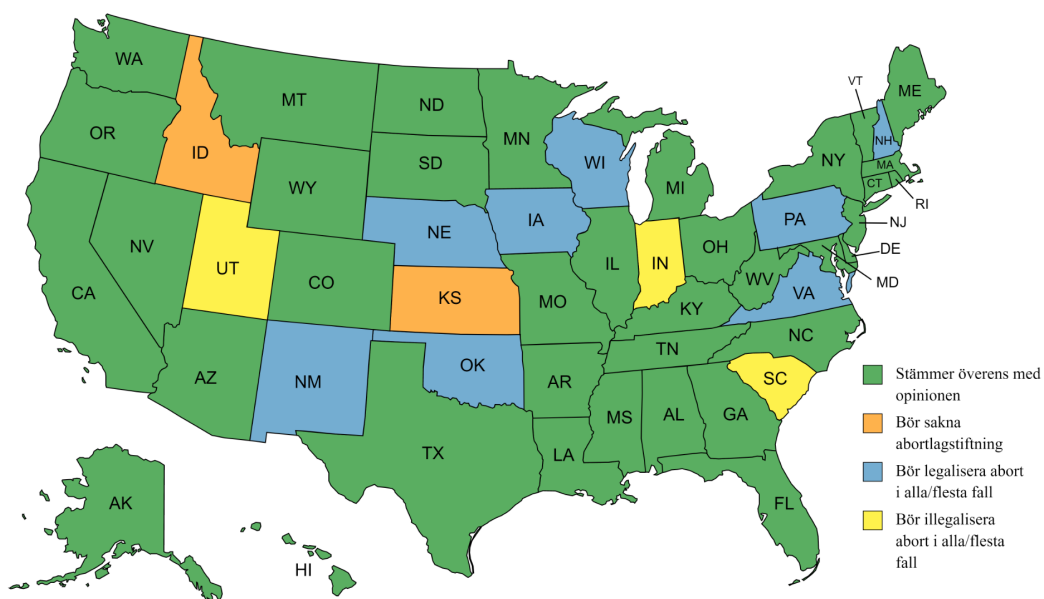 WA
OR
CA
NV
ID
MT
WY
UT
AZ
CO
NM
ND
SD
NE
KS
OK
TX
MN
IA
MO
AR
LA
WI
IL
MI
IN
OH
KY
TN
MS
AL
GA
FL
SC
NC
VA
WV
PA
NY
VT
NH
ME
MA
CT
RI
NJ
DE
MD
AK
HI
Stämmer överens med
opinionen
Bör sakna
abortlagstiftning
Bör legalisera abort
i alla/flesta fall
Bör illegalisera
abort i alla/flesta
fall